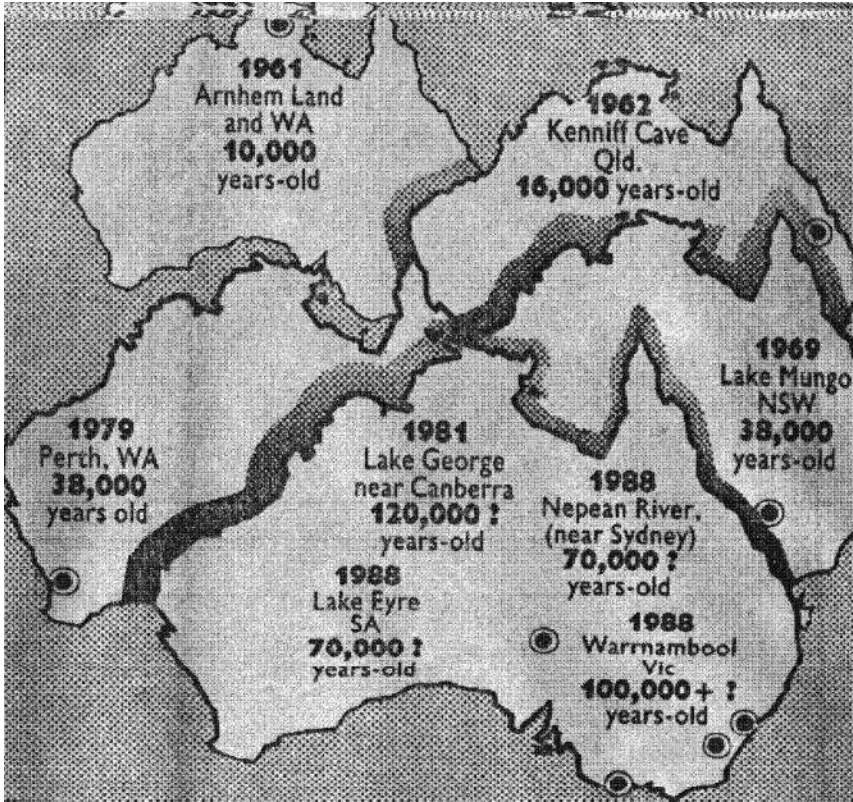 1961
Arnhem Land
and WA
10,000
years-old
1962
Kenniff Cave
Qld.
16,000 years-old
1969
Lake Mungo
NSW
38,000
years-old
1979
Perth, WA
38,000
years old
1981
Lake George
near Canberra
120,000 ?
years-old
1988
Nepean River,
(near Sydney)
70,000 ?
years-old
1988
Lake Eyre
SA
70,000 ?
years-old
1988
Warrnambool
Vic
100,000 + ?
years-old